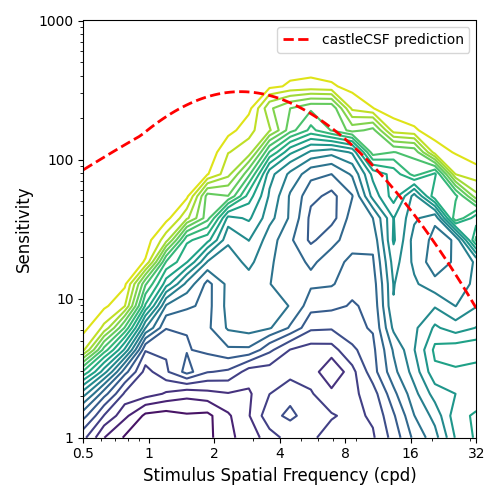 castleCSF prediction
1000
100
10
1
Sensitivity
0.5 1 2 4 8 16 32
Stimulus Spatial Frequency (cpd)